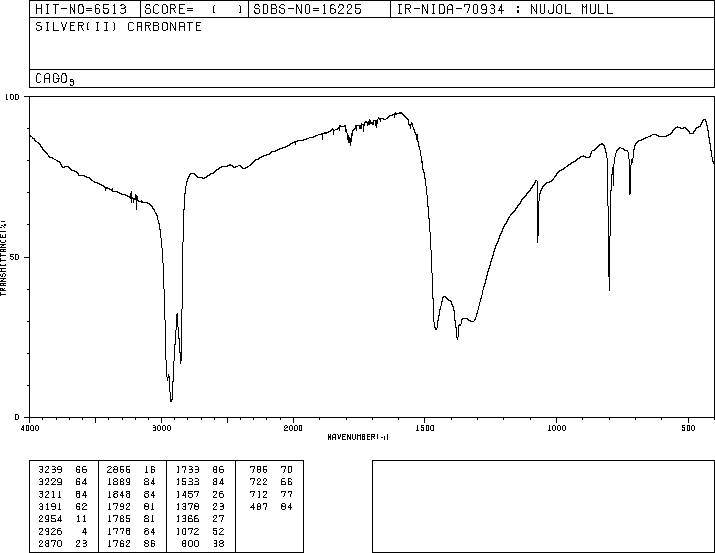 HIT-NO=6513 SCORE= ( ) SDBS-NO=16225 IR-NIDA-70934 : NUJOL MULL
SILVER(II) CARBONATE
CAGO3
100
50
0
TRANSMITTANCE(%)
4000 3000 2000 1500 1000 500
WAVENUMBER(-1)
3239 66 2866 16 1733 86 786 70
3229 64 1889 84 1533 84 722 66
3211 84 1848 84 1457 26 712 77
3191 62 1792 81 1378 23 487 84
2954 11 1785 81 1366 27
2926 4 1778 84 1072 52
2870 23 1762 86 800 38